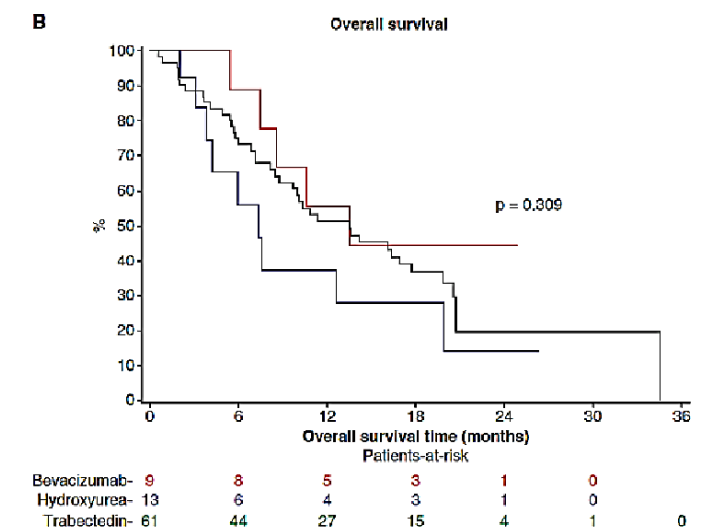 B
Overall survival
100
90
80
70
60
50
40
30
20
10
0
%
p = 0.309
0 6 12 18 24 30 36
Overall survival time (months)
Patients-at-risk
Bevacizumab- 9 8 5 3 1 0
Hydroxyurea- 13 6 4 3 1 0
Trabectedin- 61 44 27 15 4 1 0